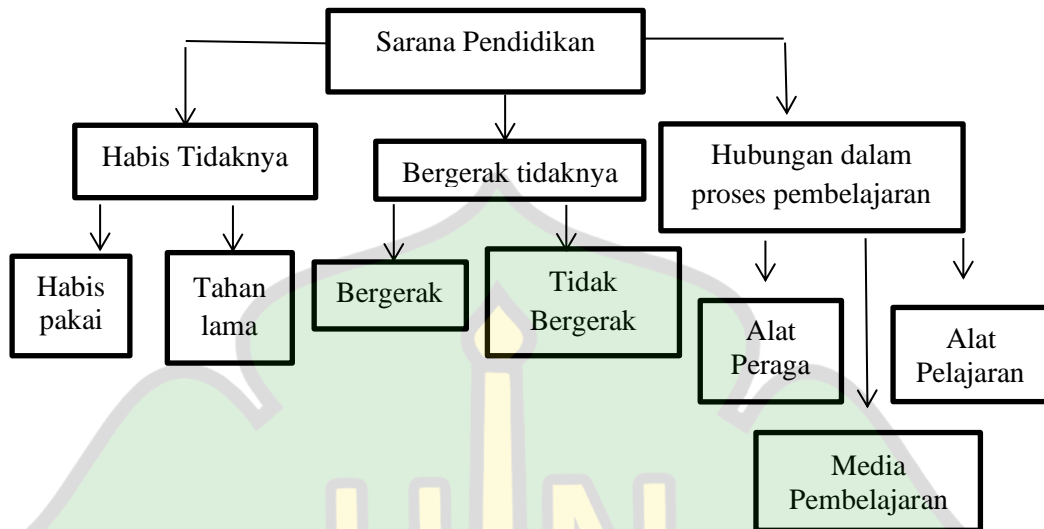 Sarana Pendidikan
Habis Tidaknya
Bergerak tidaknya
Hubungan dalam
proses pembelajaran
Habis
pakai
Tahan
lama
Bergerak
Tidak
Bergerak
Alat
Peraga
Alat
Pelajaran
Media
Pembelajaran
UIN